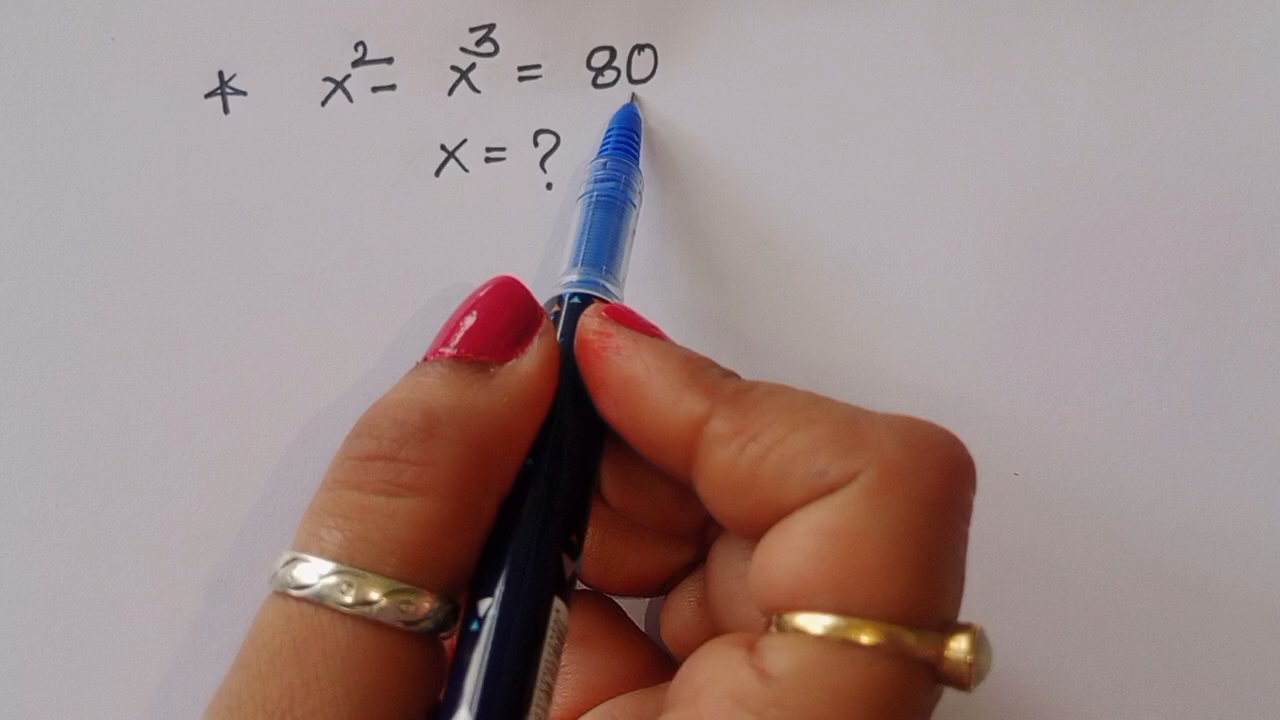 * x² - x³ = 80
x = ?